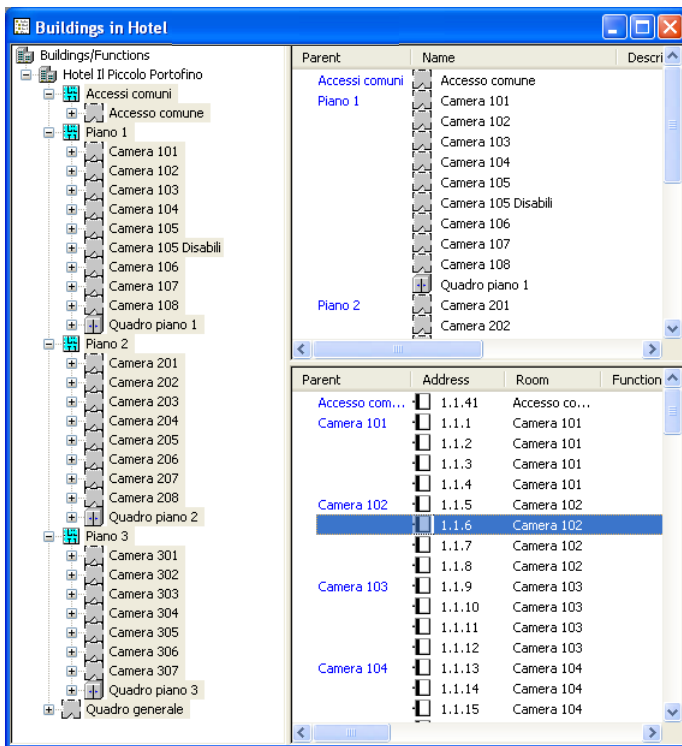 Buildings in Hotel
Buildings/Functions
Hotel Il Piccolo Portofino
Accessi comuni
Accesso comune
Piano 1
Camera 101
Camera 102
Camera 103
Camera 104
Camera 105
Camera 105 Disabili
Camera 106
Camera 107
Camera 108
Quadro piano 1
Piano 2
Camera 201
Camera 202
Camera 203
Camera 204
Camera 205
Camera 206
Camera 207
Camera 208
Quadro piano 2
Piano 3
Camera 301
Camera 302
Camera 303
Camera 304
Camera 305
Camera 306
Camera 307
Quadro piano 3
Quadro generale
Parent Name Descri
Accessi comuni Accesso comune
Piano 1 Camera 101
Camera 102
Camera 103
Camera 104
Camera 105
Camera 105 Disabili
Camera 106
Camera 107
Camera 108
Quadro piano 1
Piano 2 Camera 201
Camera 202
Parent Address Room Function
Accesso com... 1.1.41 Accesso co...
Camera 101 1.1.1 Camera 101
1.1.2 Camera 101
1.1.3 Camera 101
1.1.4 Camera 101
Camera 102 1.1.5 Camera 102
1.1.6 Camera 102
1.1.7 Camera 102
1.1.8 Camera 102
Camera 103 1.1.9 Camera 103
1.1.10 Camera 103
1.1.11 Camera 103
1.1.12 Camera 103
Camera 104 1.1.13 Camera 104
1.1.14 Camera 104
1.1.15 Camera 104